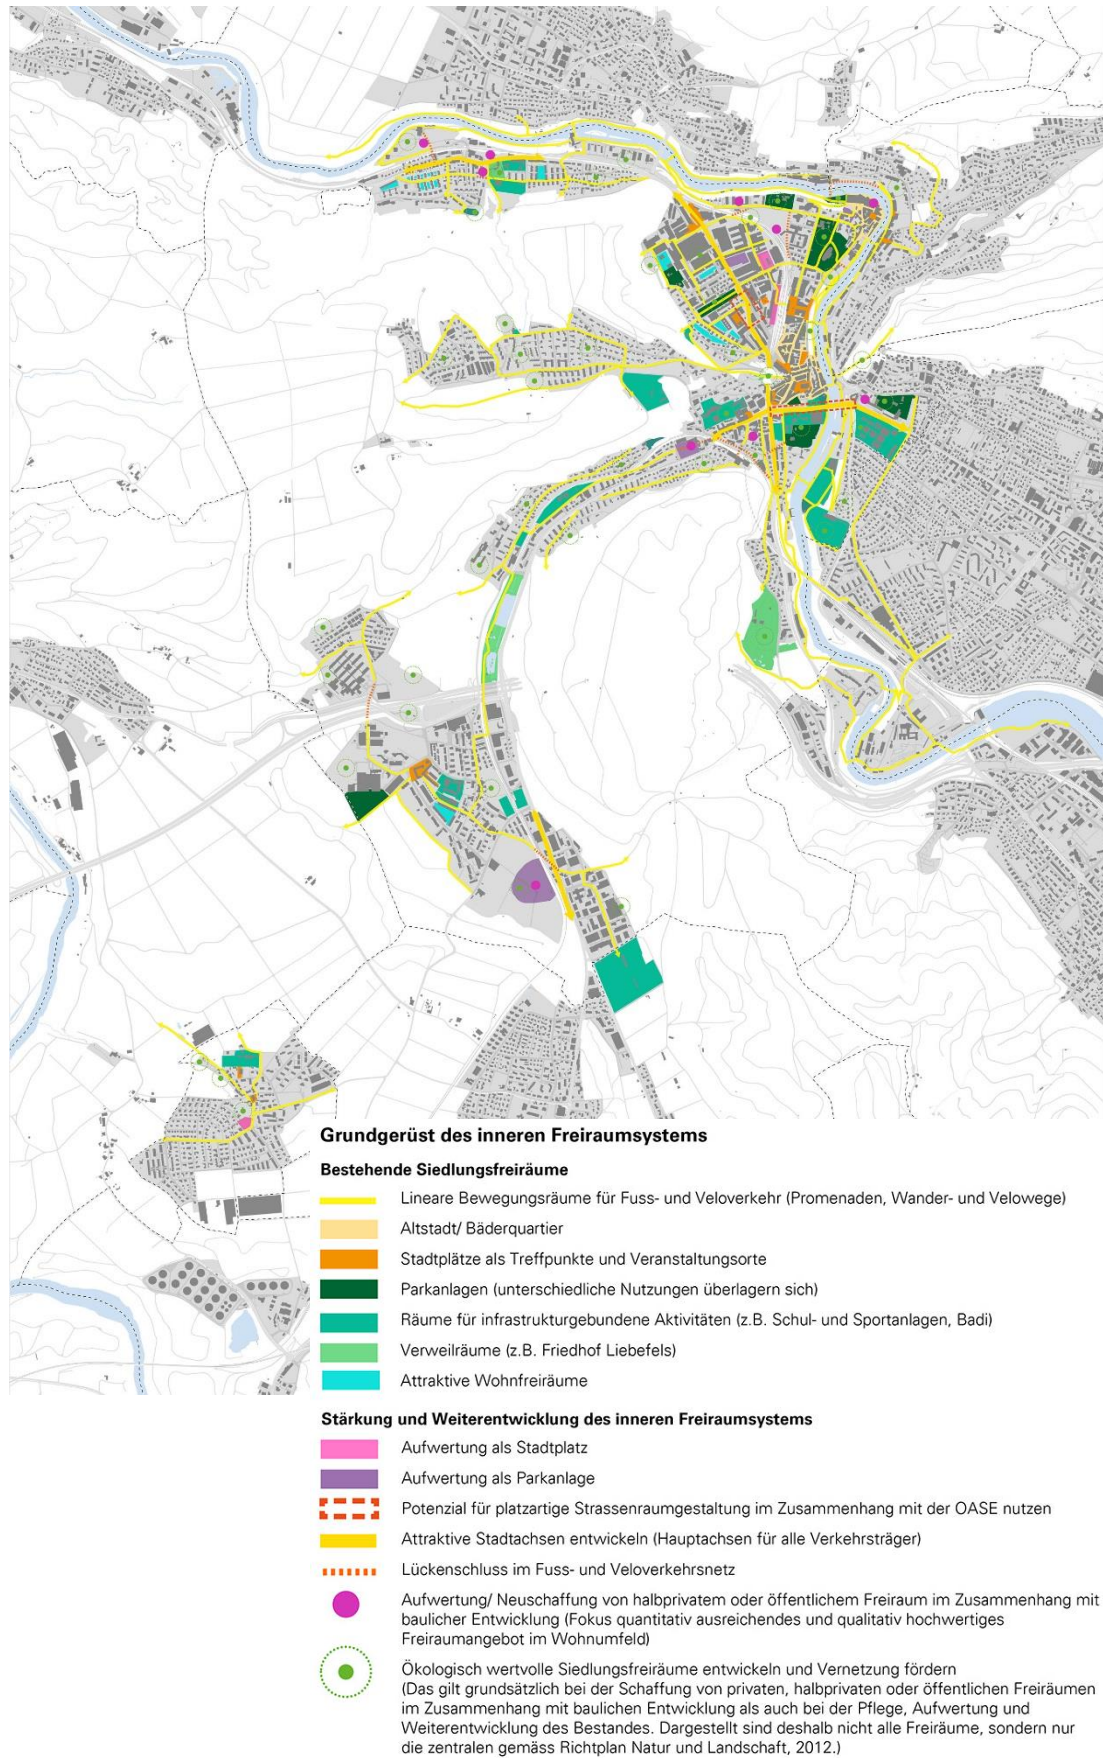 Grundgerüst des inneren Freiraumsystems
Bestehende Siedlungsfreiräume
Lineare Bewegungsräume für Fuss- und Veloverkehr (Promenaden, Wander- und Velowege)
Altstadt/ Bäderquartier
Stadtplätze als Treffpunkte und Veranstaltungsorte
Parkanlagen (unterschiedliche Nutzungen überlagern sich)
Räume für infrastrukturgebundene Aktivitäten (z.B. Schul- und Sportanlagen, Badi)
Verweilräume (z.B. Friedhof Liebefels)
Attraktive Wohnfreiräume
Stärkung und Weiterentwicklung des inneren Freiraumsystems
Aufwertung als Stadtplatz
Aufwertung als Parkanlage
Potenzial für platzartige Strassenraumgestaltung im Zusammenhang mit der OASE nutzen
Attraktive Stadtachsen entwickeln (Hauptachsen für alle Verkehrsträger)
Lückenschluss im Fuss- und Veloverkehrsnetz
Aufwertung/ Neuschaffung von halbprivatem oder öffentlichem Freiraum im Zusammenhang mit
baulicher Entwicklung (Fokus quantitativ ausreichendes und qualitativ hochwertiges
Freiraumangebot im Wohnumfeld)
Ökologisch wertvolle Siedlungsfreiräume entwickeln und Vernetzung fördern
(Das gilt grundsätzlich bei der Schaffung von privaten, halbprivaten oder öffentlichen Freiräumen
im Zusammenhang mit baulichen Entwicklung als auch bei der Pflege, Aufwertung und
Weiterentwicklung des Bestandes. Dargestellt sind deshalb nicht alle Freiräume, sondern nur
die zentralen gemäss Richtplan Natur und Landschaft, 2012.)